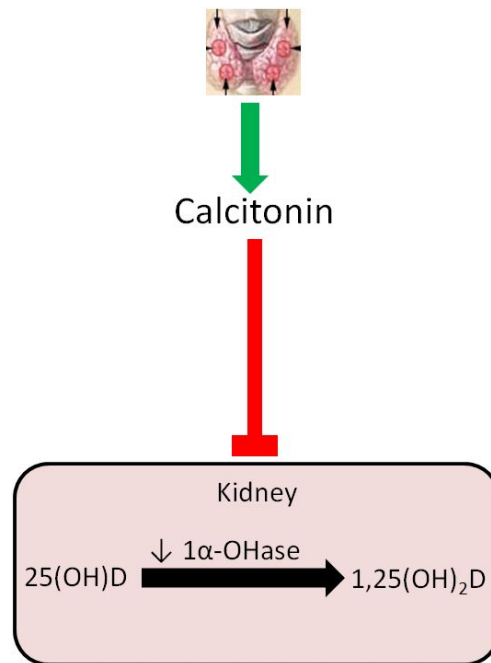 Calcitonin
Kidney
↓ 1α-OHase
25(OH)D 1,25(OH)₂D